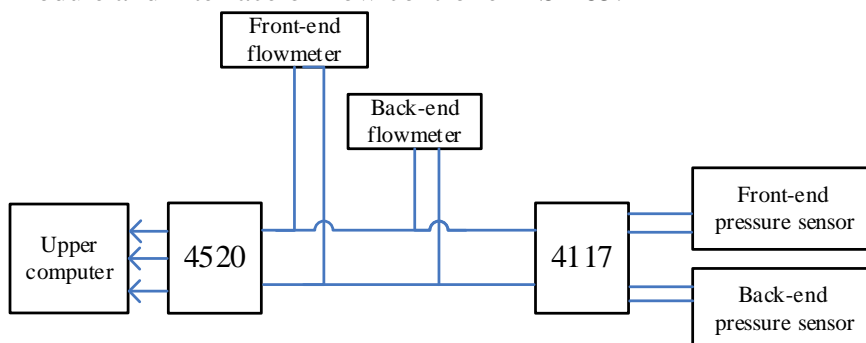 Front-end
flowmeter
Back-end
flowmeter
Upper
computer
4520
4117
Front-end
pressure sensor
Back-end
pressure sensor